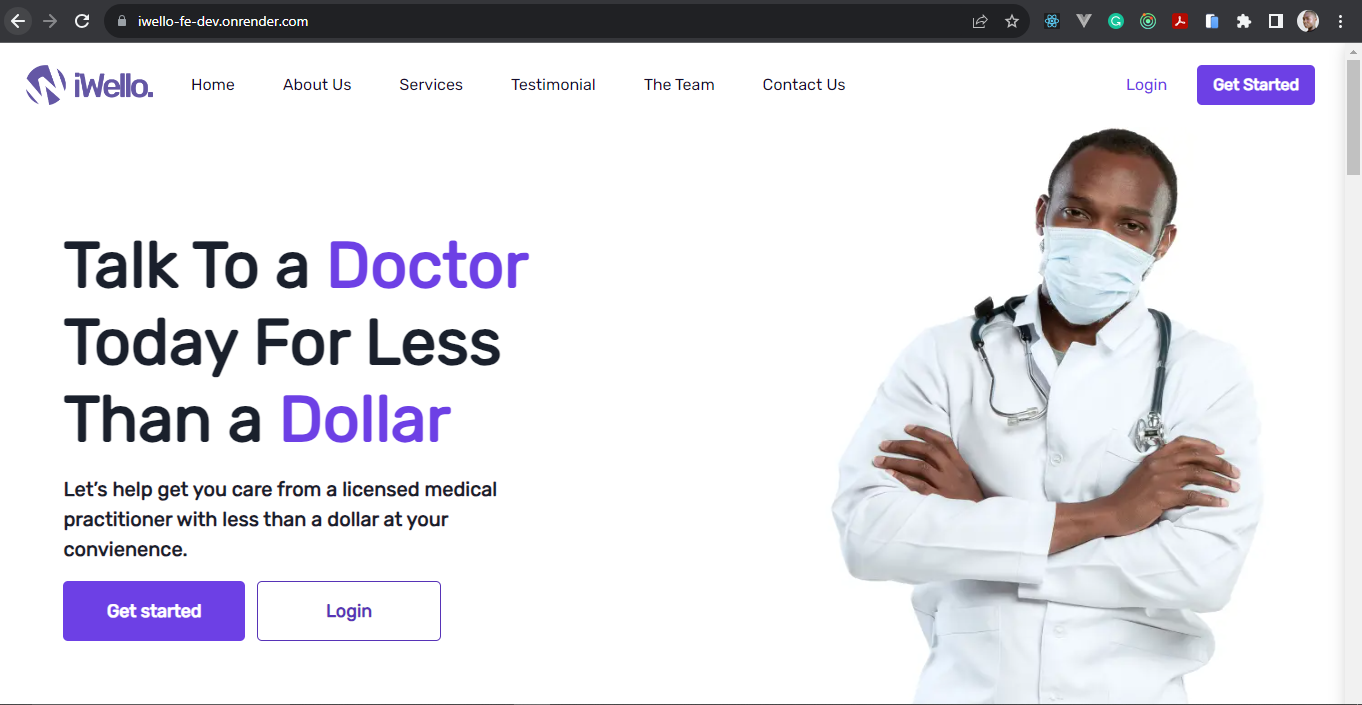 iwello-fe-dev.onrender.com
iWello.
Home
About Us
Services
Testimonial
The Team
Contact Us
Login
Get Started
Talk To a Doctor
Today For Less
Than a Dollar
Let’s help get you care from a licensed medical
practitioner with less than a dollar at your
convienence.
Get started
Login